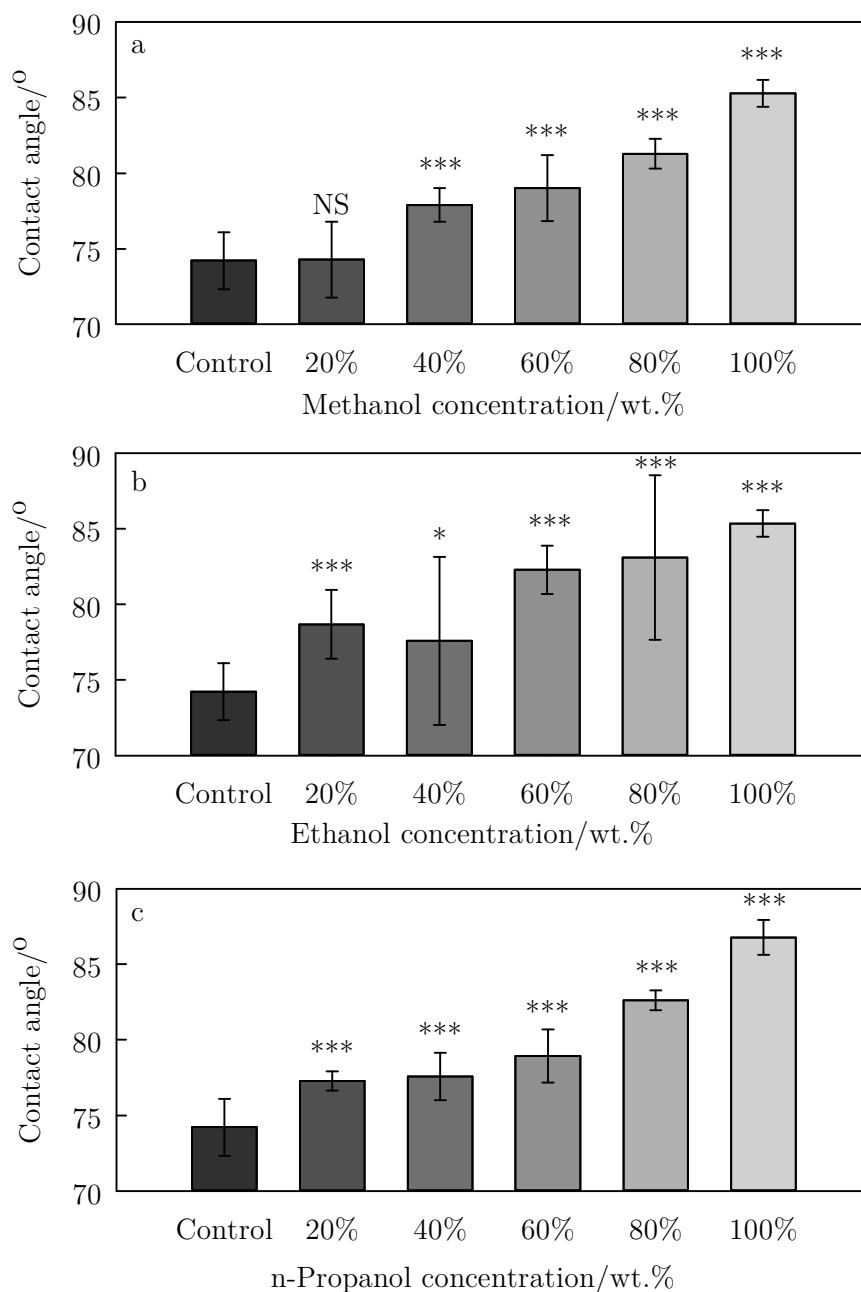 a
Contact angle/°
90
85
80
75
70
NS
***
***
***
***
Control 20% 40% 60% 80% 100%
Methanol concentration/wt.%
b
Contact angle/°
90
85
80
75
70
***
*
***
***
***
Control 20% 40% 60% 80% 100%
Ethanol concentration/wt.%
c
Contact angle/°
90
85
80
75
70
***
***
***
***
***
Control 20% 40% 60% 80% 100%
n-Propanol concentration/wt.%